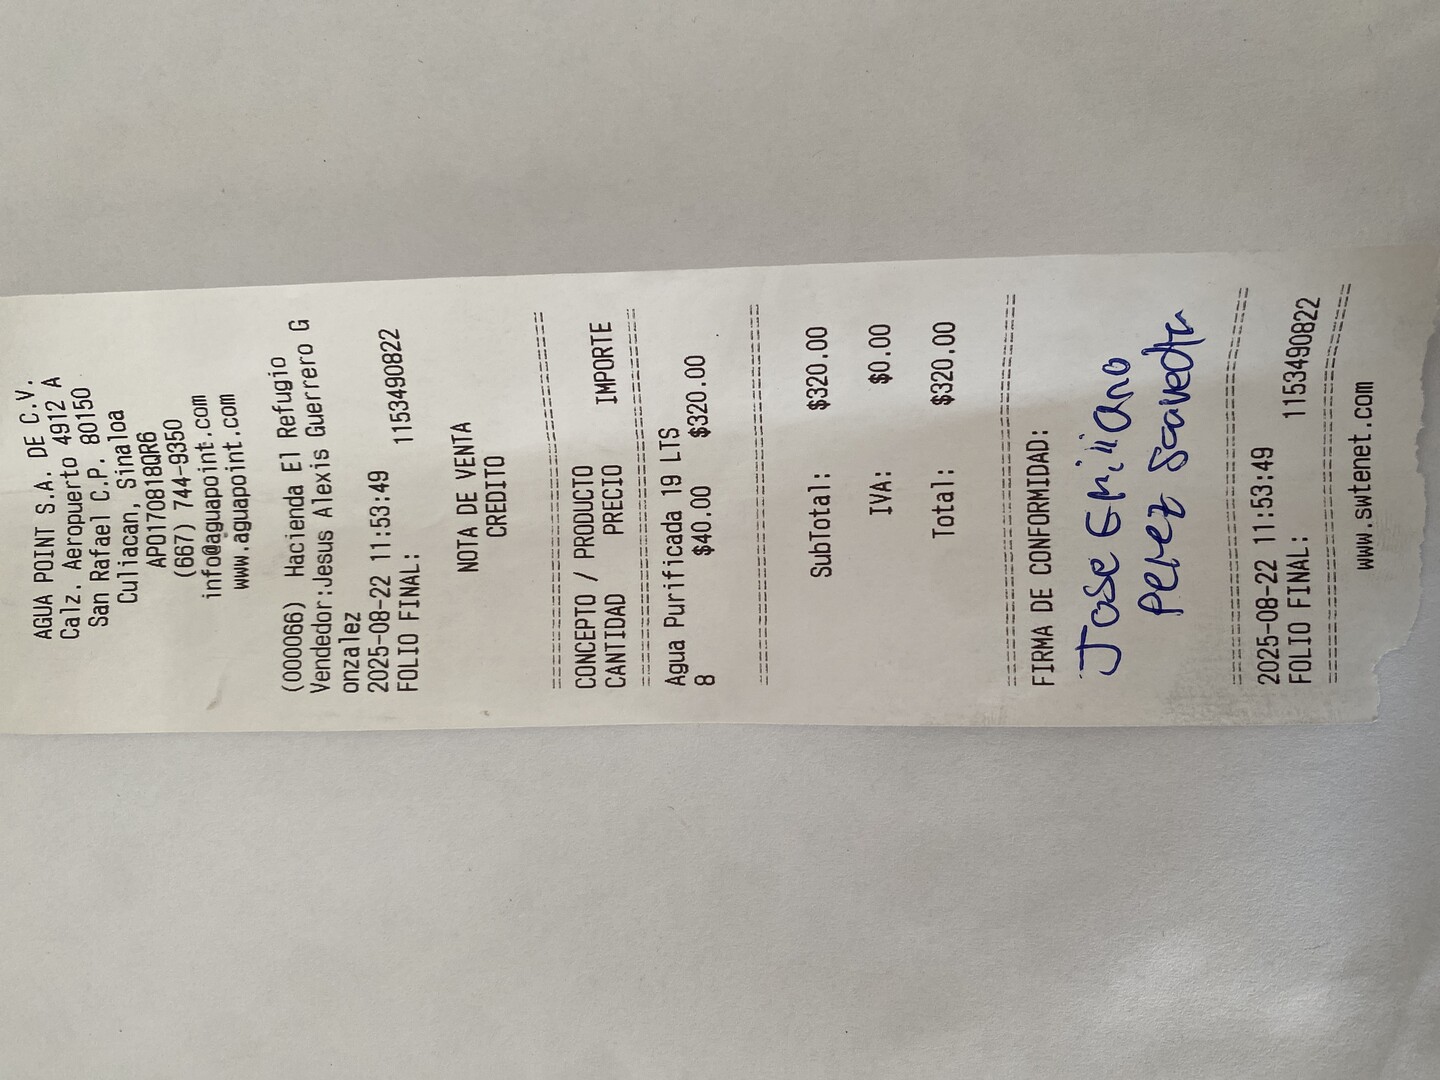 AGUA POINT S.A. DE C.V.
Calz. Aeropuerto 4912 A
San Rafael C.P. 80150
Culiacan, Sinaloa
APO170818QR6
(667) 744-9350
info@aguapoint.com
www.aguapoint.com
(000066) Hacienda El Refugio
Vendedor:Jesus Alexis Guerrero G
onzalez
2025-08-22 11:53:49
FOLIO FINAL: 1153490822
NOTA DE VENTA
CREDITO
================================
CONCEPTO / PRODUCTO
CANTIDAD PRECIO IMPORTE
================================
Agua Purificada 19 LTS
8 $40.00 $320.00
================================
SubTotal: $320.00
IVA: $0.00
Total: $320.00
================================
FIRMA DE CONFORMIDAD:
Jose Emiliano
Perez Saavedra
================================
2025-08-22 11:53:49
FOLIO FINAL: 1153490822
================================
www.swtenet.com